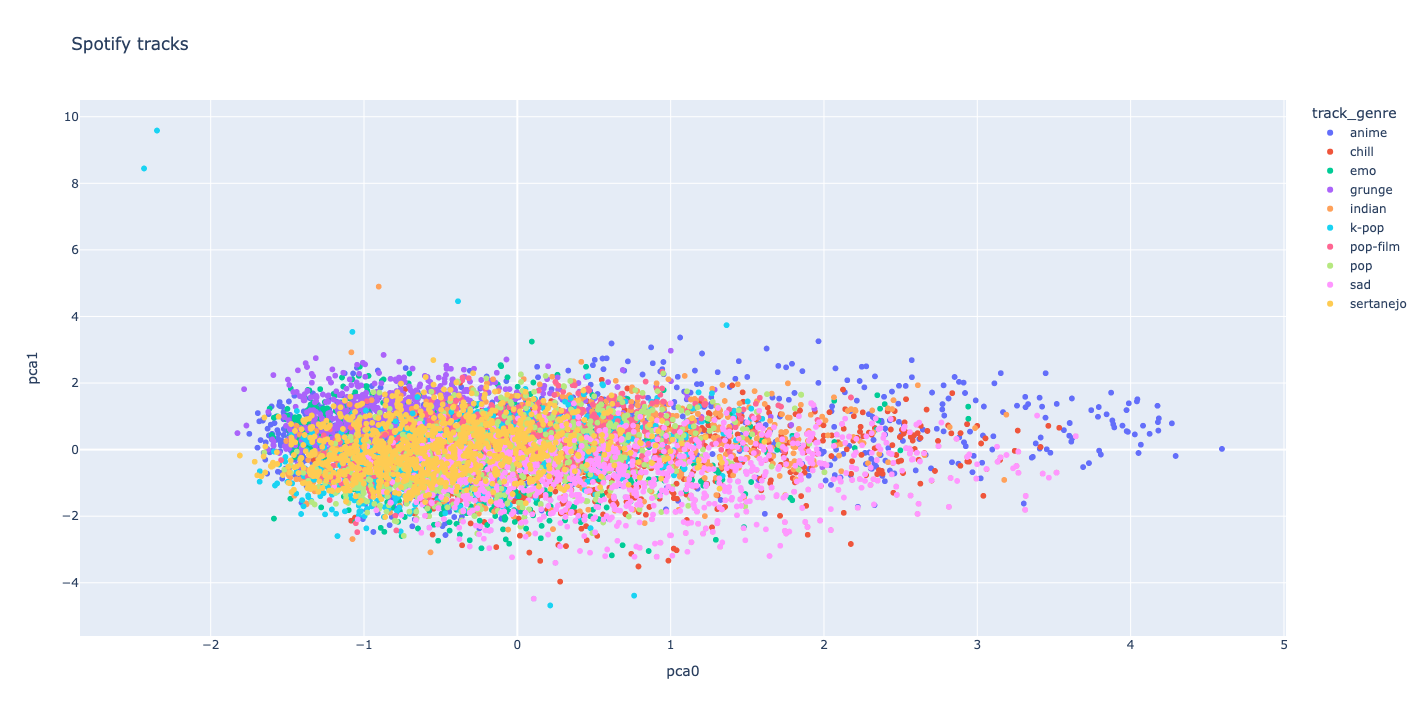 Spotify tracks
10
8
6
4
2
0
−2
−4
pca1
−2
−1
0
1
2
3
4
5
pca0
track_genre
anime
chill
emo
grunge
indian
k-pop
pop-film
pop
sad
sertanejo